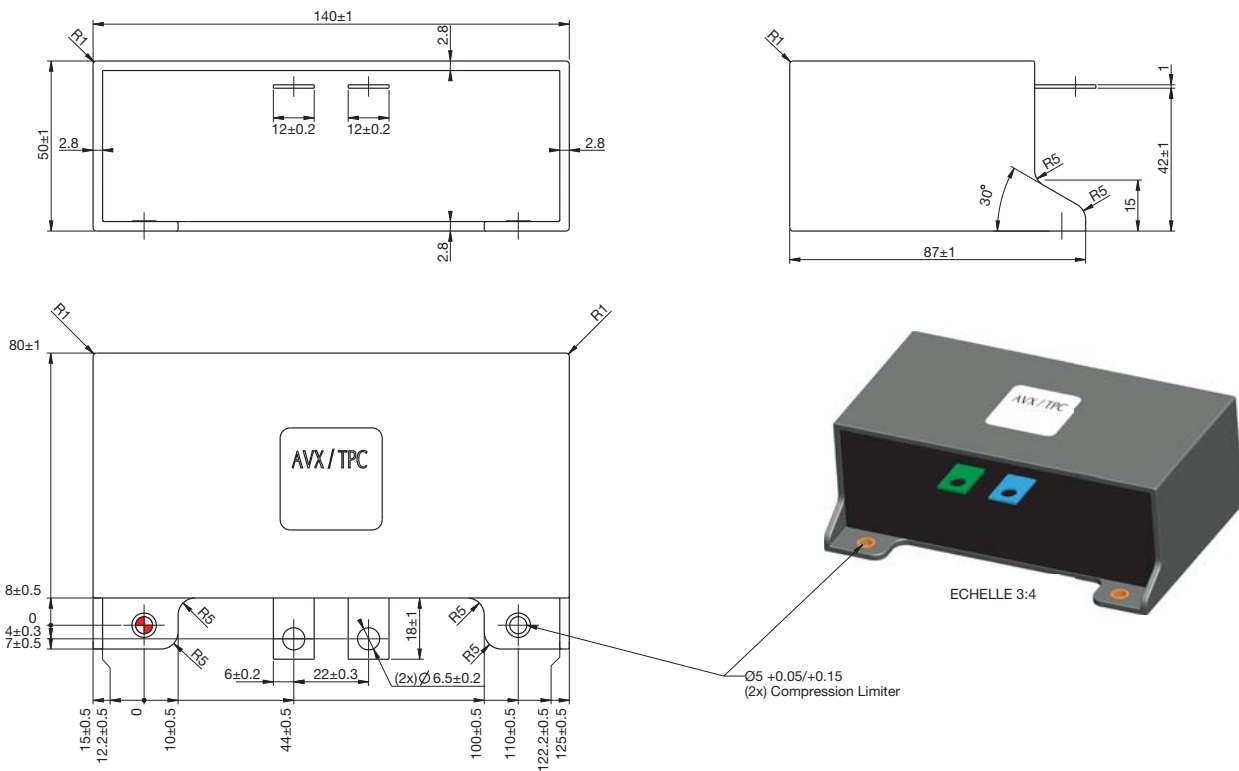 140±1
R1
2.8
50±1
2.8
12±0.2
12±0.2
2.8
2.8
R1
1
42±1
R5
30°
R5
15
87±1
R1
R1
80±1
AVX / TPC
8±0.5
0
4±0.3
7±0.5
R5
R5
R5
R5
18±1
6±0.2
22±0.3
(2x) Ø 6.5±0.2
15±0.5
12.2±0.5
0
10±0.5
44±0.5
100±0.5
110±0.5
122.2±0.5
125±0.5
AVX / TPC
ECHELLE 3:4
Ø5 +0.05/+0.15
(2x) Compression Limiter